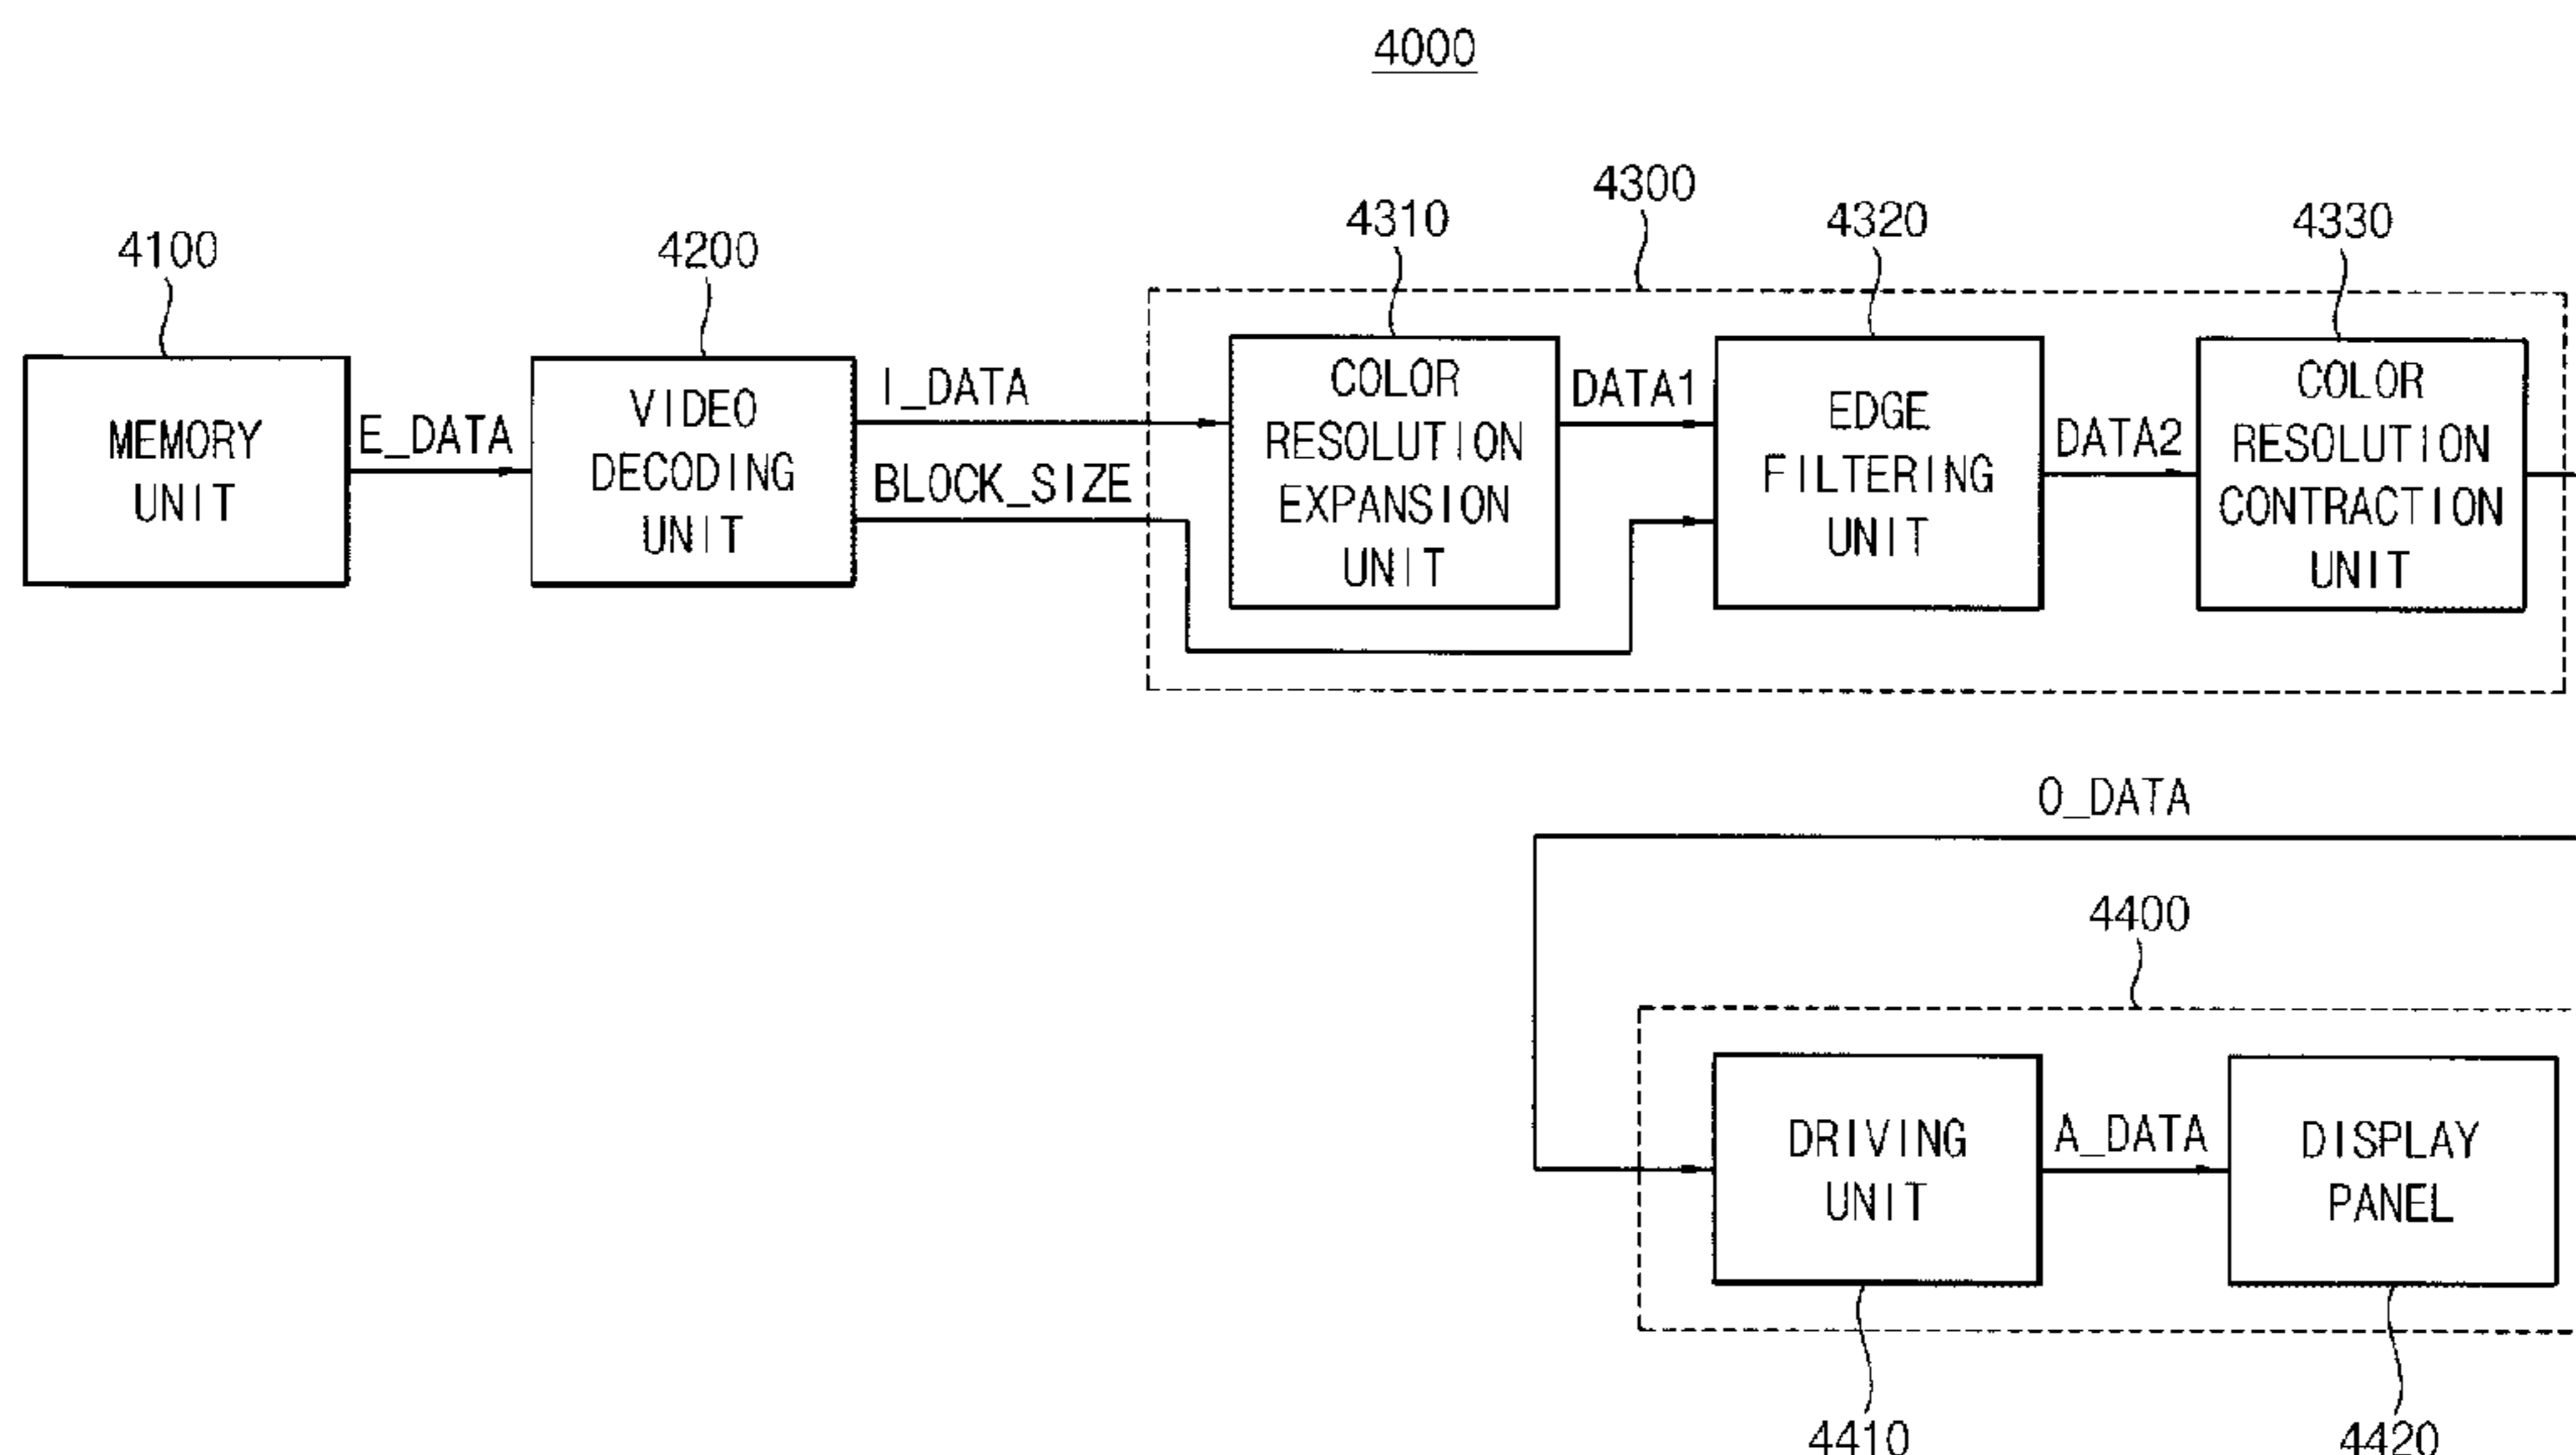 4000
4100
4200
4310
4300
4320
4330
MEMORY
UNIT
E_DATA
VIDEO
DECODING
UNIT
I_DATA
BLOCK_SIZE
COLOR
RESOLUTION
EXPANSION
UNIT
DATA1
EDGE
FILTERING
UNIT
DATA2
COLOR
RESOLUTION
CONTRACTION
UNIT
O_DATA
4400
DRIVING
UNIT
A_DATA
DISPLAY
PANEL
4410
4420